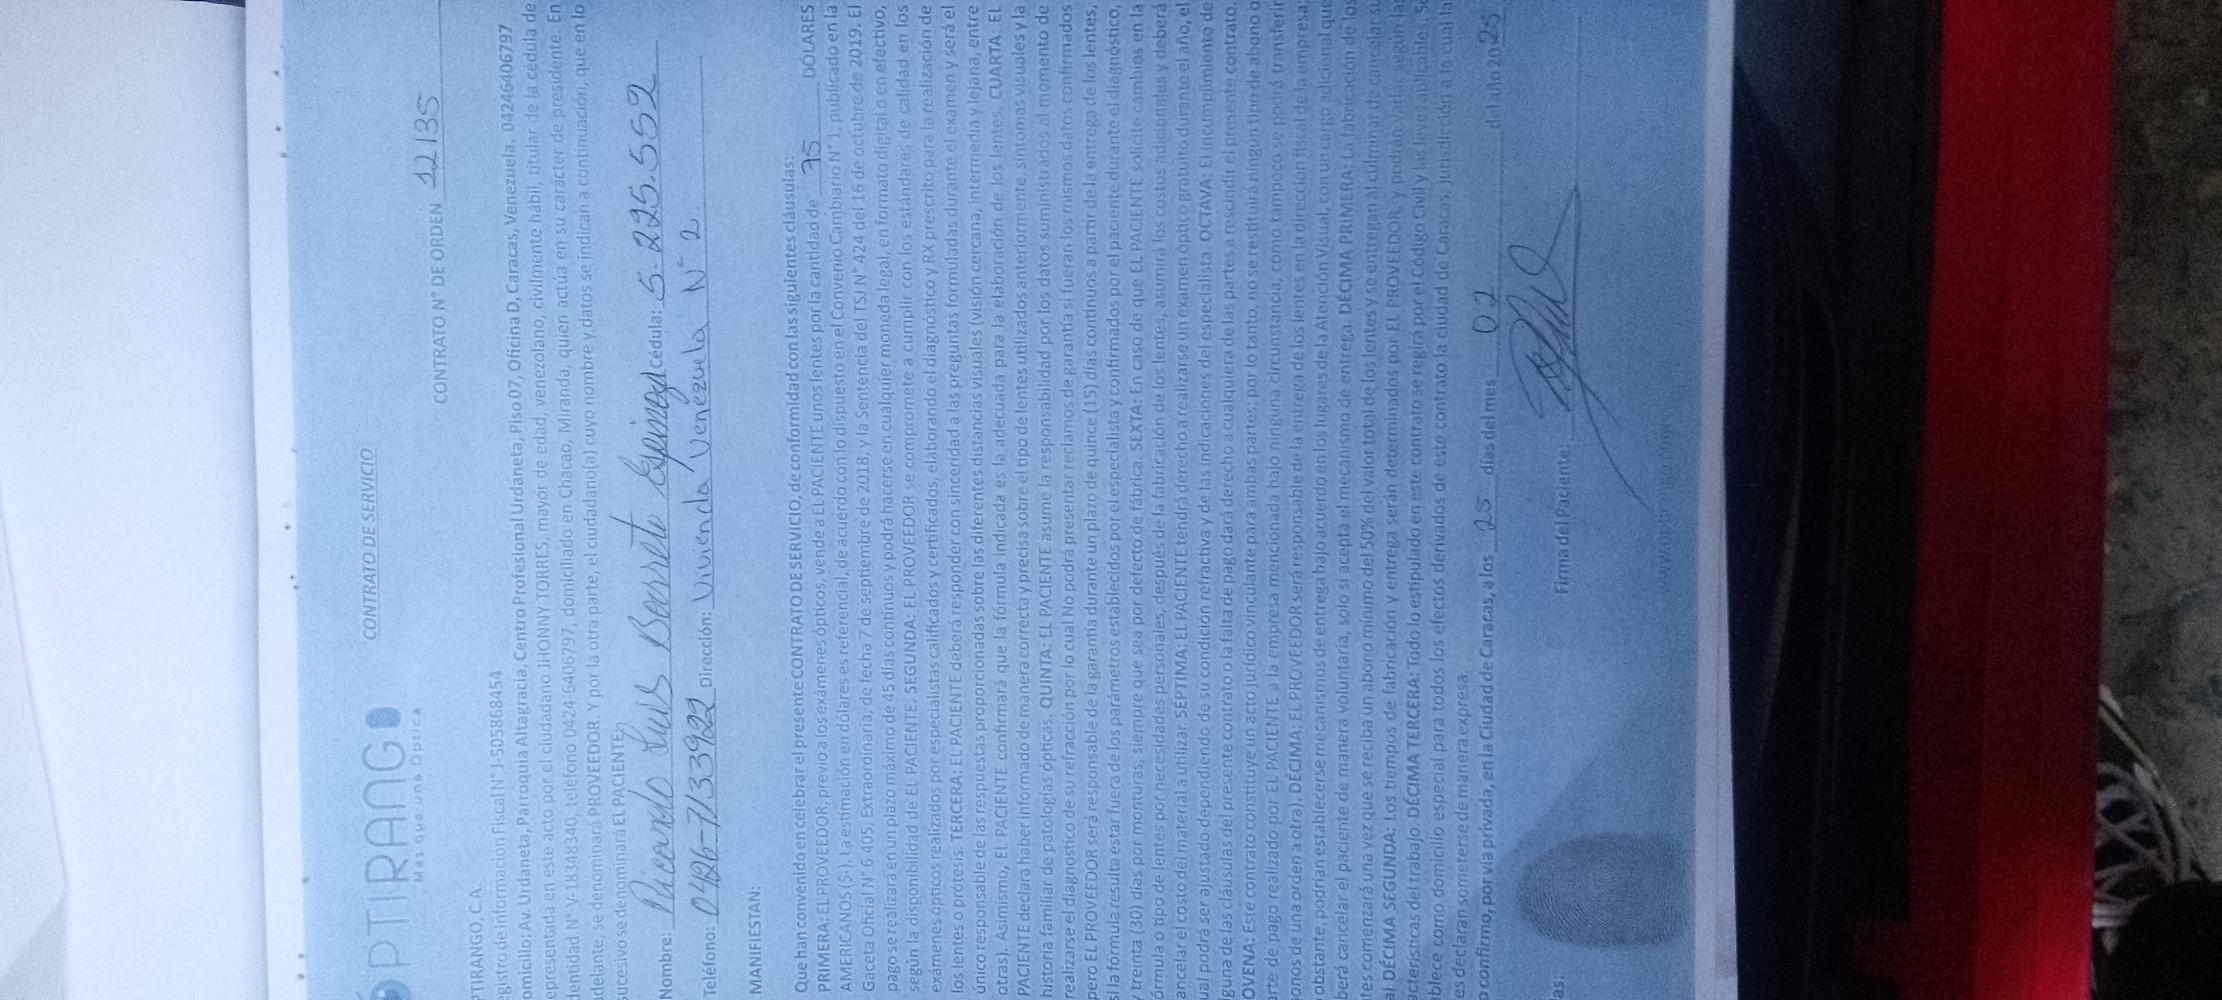 OPTIRANGO
Más que una Óptica
CONTRATO DE SERVICIO
CONTRATO N° DE ORDEN 12135
PTIRANGO, C.A.
egistro de Información Fiscal N° J-505868454
omicilio: Av. Urdaneta, Parroquia Altagracia, Centro Profesional Urdaneta, Piso 07, Oficina D, Caracas, Venezuela. 04246406797
epresentada en este acto por el ciudadano JHONNY TORRES, mayor de edad, venezolano, civilmente hábil, titular de la cédula de
dentidad N° V-18348340, teléfono 0424-6406797, domiciliado en Chacao, Miranda, quien actúa en su carácter de presidente. En
adelante, se denominará PROVEEDOR. Y por la otra parte, el ciudadano(a) cuyo nombre y datos se indican a continuación, que en lo
sucesivo se denominará EL PACIENTE:
Nombre: Ricardo Luis Barreto Espinoza cédula: 5.225.552
Teléfono: 0426-7133922 Dirección: Vivienda Venezuela N° 2
MANIFIESTAN:
Que han convenido en celebrar el presente CONTRATO DE SERVICIO, de conformidad con las siguientes cláusulas:
PRIMERA: EL PROVEEDOR, previo a los exámenes ópticos, vende a EL PACIENTE unos lentes por la cantidad de 75 DÓLARES
AMERICANOS ($-). La estimación en dólares es referencial, de acuerdo con lo dispuesto en el Convenio Cambiario N° 1, publicado en la
Gaceta Oficial N° 6.405, Extraordinaria, de fecha 7 de septiembre de 2018, y la Sentencia del TSJ N° 424 del 16 de octubre de 2019. El
pago se realizará en un plazo máximo de 45 días continuos y podrá hacerse en cualquier moneda legal, en formato digital o en efectivo,
según la disponibilidad de EL PACIENTE. SEGUNDA: EL PROVEEDOR se compromete a cumplir con los estándares de calidad en los
exámenes ópticos realizados por especialistas calificados y certificados, elaborando el diagnóstico y RX prescrito para la realización de
los lentes o prótesis. TERCERA: EL PACIENTE deberá responder con sinceridad a las preguntas formuladas durante el examen y será el
único responsable de las respuestas proporcionadas sobre las diferentes distancias visuales (visión cercana, intermedia y lejana, entre
otras). Asimismo, EL PACIENTE confirmará que la fórmula indicada es la adecuada para la elaboración de los lentes. CUARTA: EL
PACIENTE declara haber informado de manera correcta y precisa sobre el tipo de lentes utilizados anteriormente, síntomas visuales y la
historia familiar de patologías ópticas. QUINTA: EL PACIENTE asume la responsabilidad por los datos suministrados al momento de
realizarse el diagnostico de su refracción por lo cual No podrá presentar reclamos de garantía si fueran los mismos datos confirmados
pero EL PROVEEDOR será responsable de la garantía durante un plazo de quince (15) días continuos a partir de la entrega de los lentes,
si la fórmula resulta estar fuera de los parámetros establecidos por el especialista y confirmados por el paciente durante el diagnóstico,
y treinta (30) días por monturas, siempre que sea por defecto de fábrica. SEXTA: En caso de que EL PACIENTE solicite cambios en la
órmula o tipo de lentes por necesidades personales, después de la fabricación de los lentes, asumirá los costos adicionales y deberá
ancelar el costo del material a utilizar. SÉPTIMA: EL PACIENTE tendrá derecho a realizarse un examen óptico gratuito durante el año, el
ual podrá ser ajustado dependiendo de su condición refractiva y de las indicaciones del especialista. OCTAVA: El incumplimiento de
guna de las cláusulas de presente contrato o la falta de pago dará derecho a cualquiera de las partes a rescindir el presente contrato.
OVENA: Este contrato constituye un acto jurídico vinculante para ambas partes; por lo tanto, no se restituirá ningún tipo de abono o
arte de pago realizado por EL PACIENTE a la empresa mencionada bajo ninguna circunstancia, como tampoco se podrá transferir
bonos de una orden a otra). DÉCIMA: EL PROVEEDOR será responsable de la entrega de los lentes en la dirección fiscal de la empresa;
obstante, podrían establecerse mecanismos de entrega bajo acuerdo en los lugares de la Atención Visual, con un cargo adicional que
berá cancelar el paciente de manera voluntaria, solo si acepta el mecanismo de entrega. DÉCIMA PRIMERA: La fabricación de los
tes comenzará una vez que se reciba un abono mínimo del 50% del valor total de los lentes y se entregan al culminar de cancelar su
al DÉCIMA SEGUNDA: Los tiempos de fabricación y entrega serán determinados por EL PROVEEDOR, y podrán variar según las
acterísticas del trabajo. DÉCIMA TERCERA: Todo lo estipulado en este contrato se regirá por el Código Civil y las leyes aplicables. Se
blece como domicilio especial para todos los efectos derivados de este contrato la ciudad de Caracas, jurisdicción a la cual la
es declaran someterse de manera expresa.
o confirmo, por vía privada, en la Ciudad de Caracas, a los 25 días del mes 02 del año 2025
las:
Firma del Paciente: